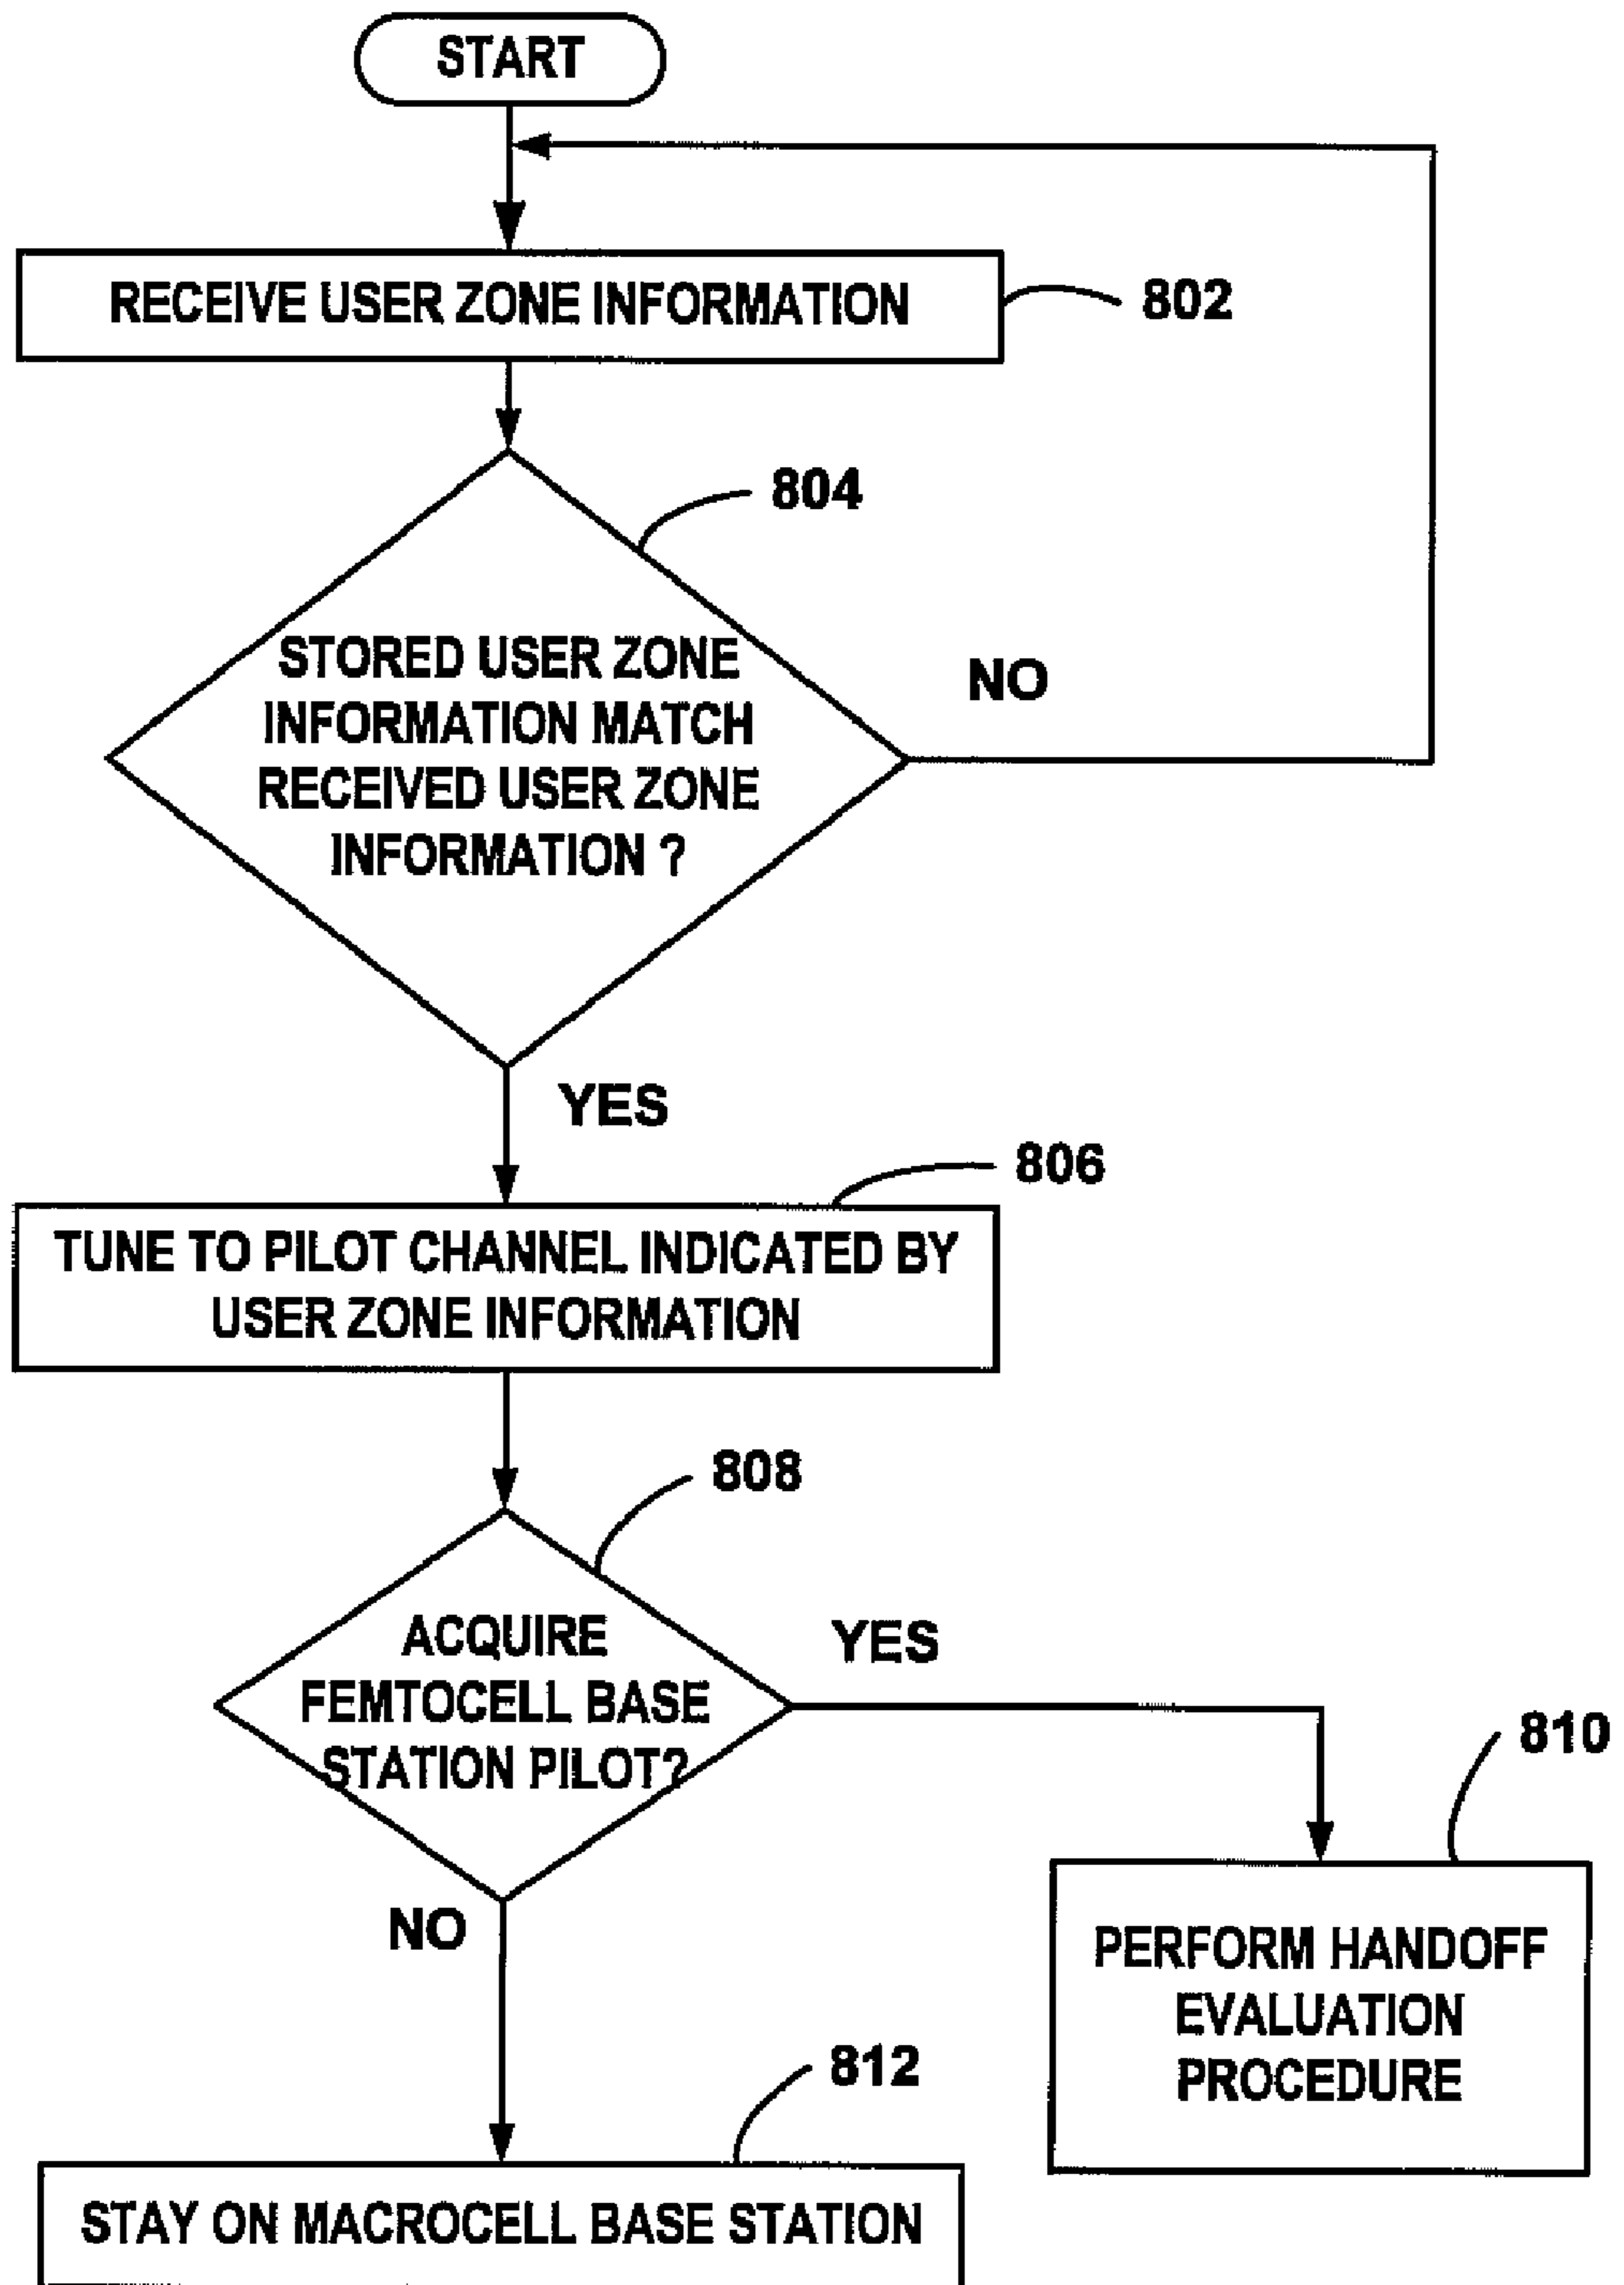 START
RECEIVE USER ZONE INFORMATION
802
804
STORED USER ZONE
INFORMATION MATCH
RECEIVED USER ZONE
INFORMATION ?
NO
YES
806
TUNE TO PILOT CHANNEL INDICATED BY
USER ZONE INFORMATION
808
ACQUIRE
FEMTOCELL BASE
STATION PILOT?
YES
810
NO
PERFORM HANDOFF
EVALUATION
PROCEDURE
812
STAY ON MACROCELL BASE STATION